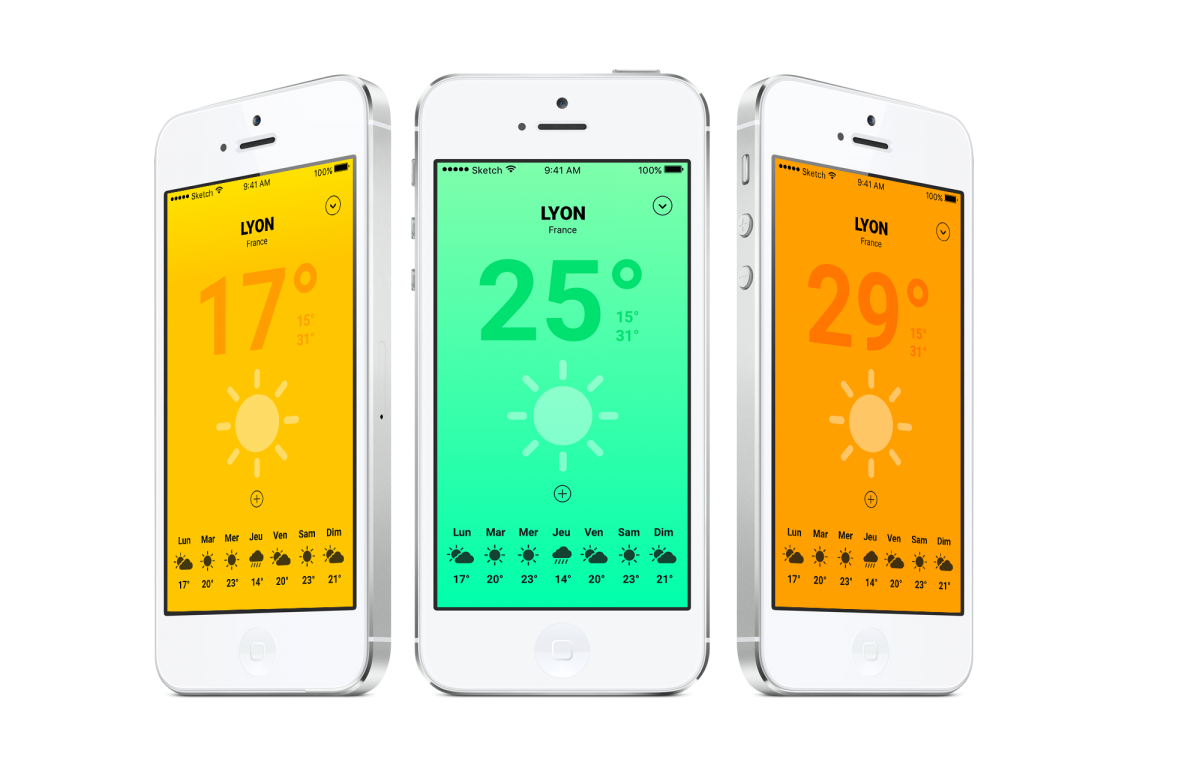 Sketch 9:41 AM 100%
LYON
France
17°
15°
31°
Lun Mar Mer Jeu Ven Sam Dim
17° 20° 23° 14° 20° 23° 21°
Sketch 9:41 AM 100%
LYON
France
25°
15°
31°
Lun Mar Mer Jeu Ven Sam Dim
17° 20° 23° 14° 20° 23° 21°
Sketch 9:41 AM 100%
LYON
France
29°
15°
31°
Lun Mar Mer Jeu Ven Sam Dim
17° 20° 23° 14° 20° 23° 21°